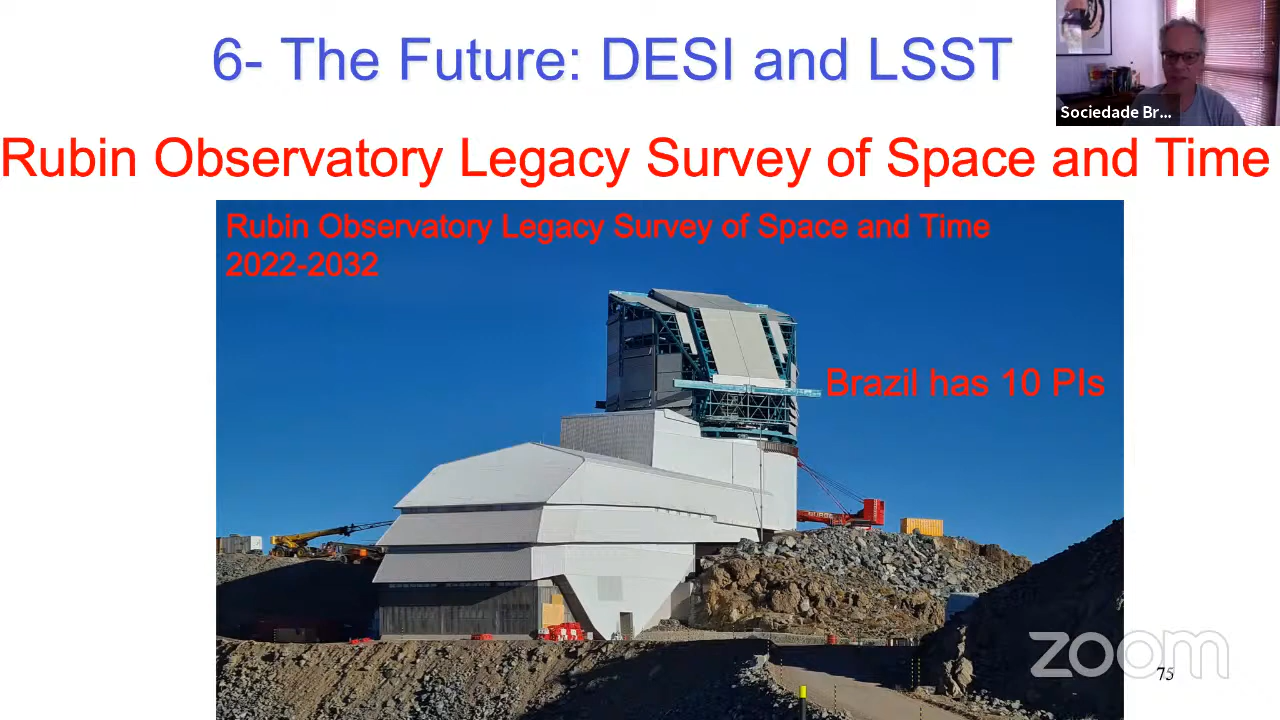 6- The Future: DESI and LSST
Sociedade Br...
Rubin Observatory Legacy Survey of Space and Time
Rubin Observatory Legacy Survey of Space and Time
2022-2032
Brazil has 10 PIs
zoom
75